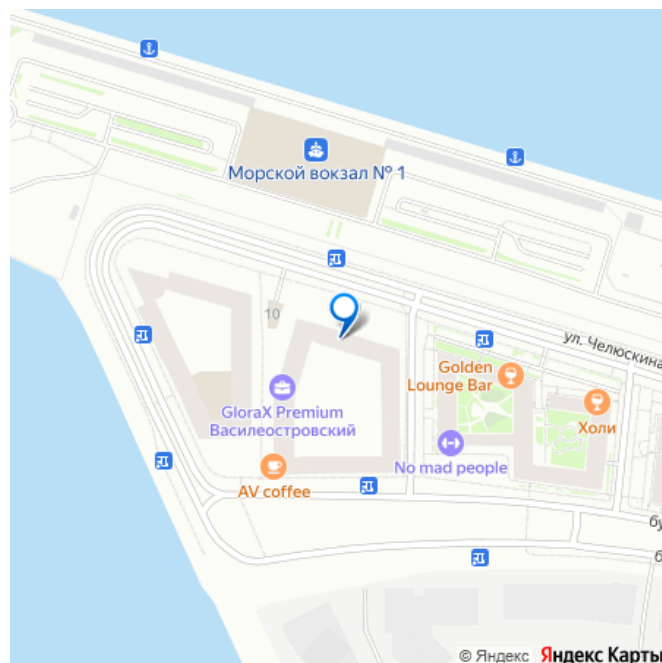 Морской вокзал № 1
10
ул. Челюскина
Golden
Lounge Bar
GloraX Premium
Василеостровский
Холи
No mad people
AV coffee
бу
б
© Яндекс Яндекс Карты